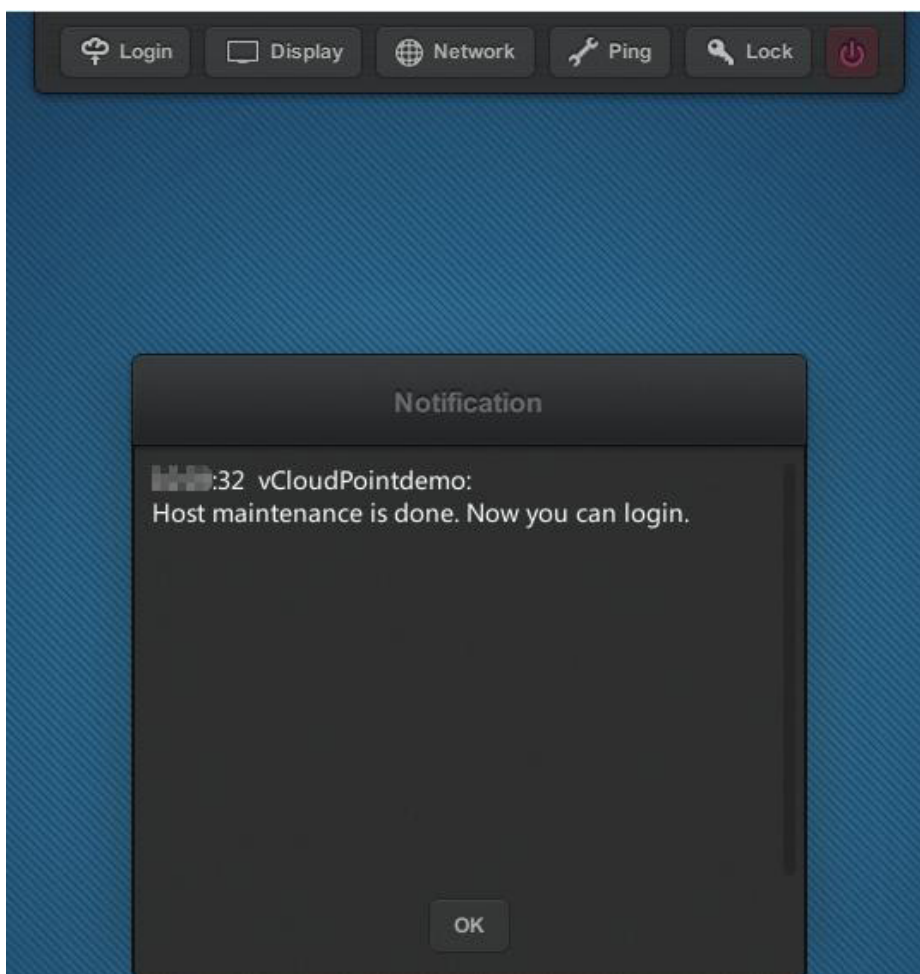 Login
Display
Network
Ping
Lock
Notification
:32 vCloudPointdemo:
Host maintenance is done. Now you can login.
OK